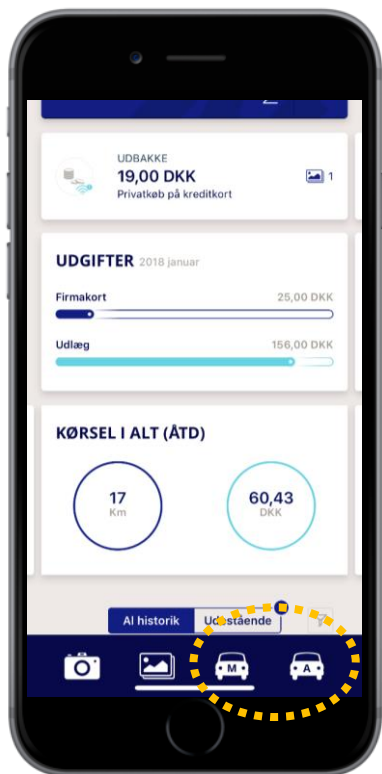 UDBAKKE
19,00 DKK
Privatkøb på kreditkort
1
UDGIFTER 2018 januar
Firmakort 25,00 DKK
Udlæg 156,00 DKK
KØRSEL I ALT (ÅTD)
17
Km
60,43
DKK
Al historik Udestående
M
A